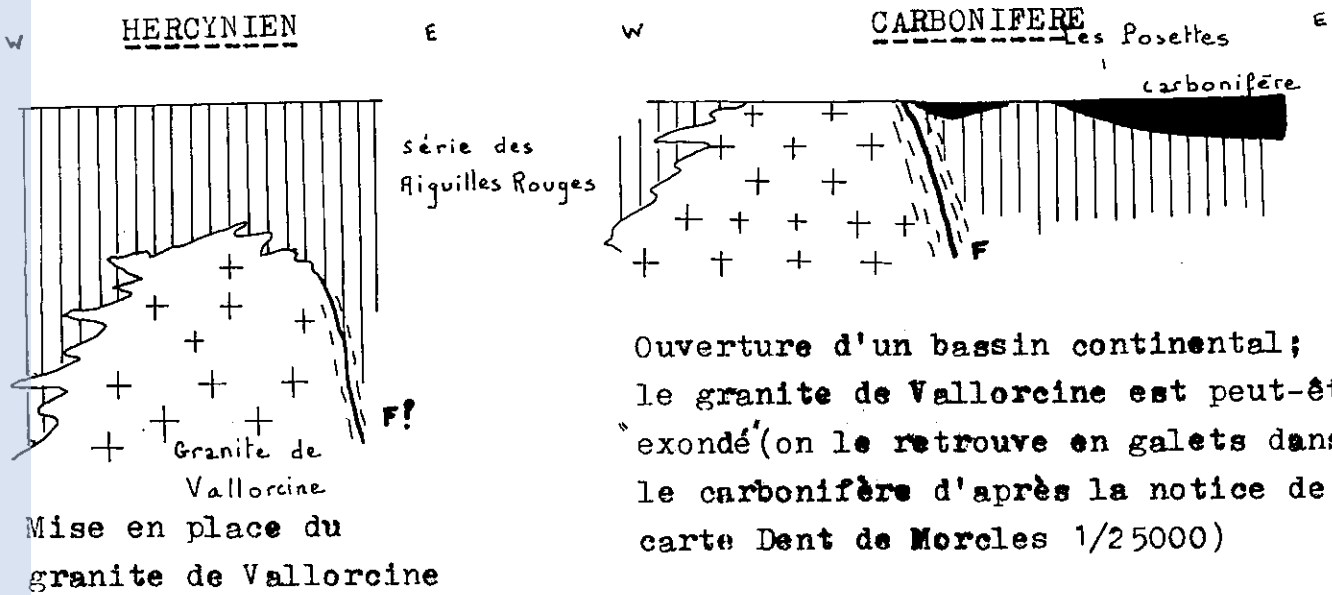 W HERCYNIEN E
série des
Aiguilles Rouges
F?
Granite de
Vallorcine
Mise en place du
granite de Vallorcine
W CARBONIFERE E
Les Posettes
carbonifère
F
Ouverture d'un bassin continental;
le granite de Vallorcine est peut-êt
"exondé"(on le retrouve en galets dans
le carbonifère d'après la notice de
carte Dent de Morcles 1/25000)